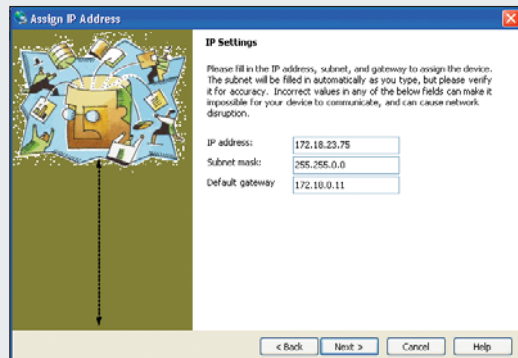 Assign IP Address
IP Settings
Please fill in the IP address, subnet, and gateway to assign the device.
The subnet will be filled in automatically as you type, but please verify
it for accuracy. Incorrect values in any of the below fields can make it
impossible for your device to communicate, and can cause network
disruption.
IP address: 172.18.23.75
Subnet mask: 255.255.0.0
Default gateway 172.18.0.11
< Back Next > Cancel Help